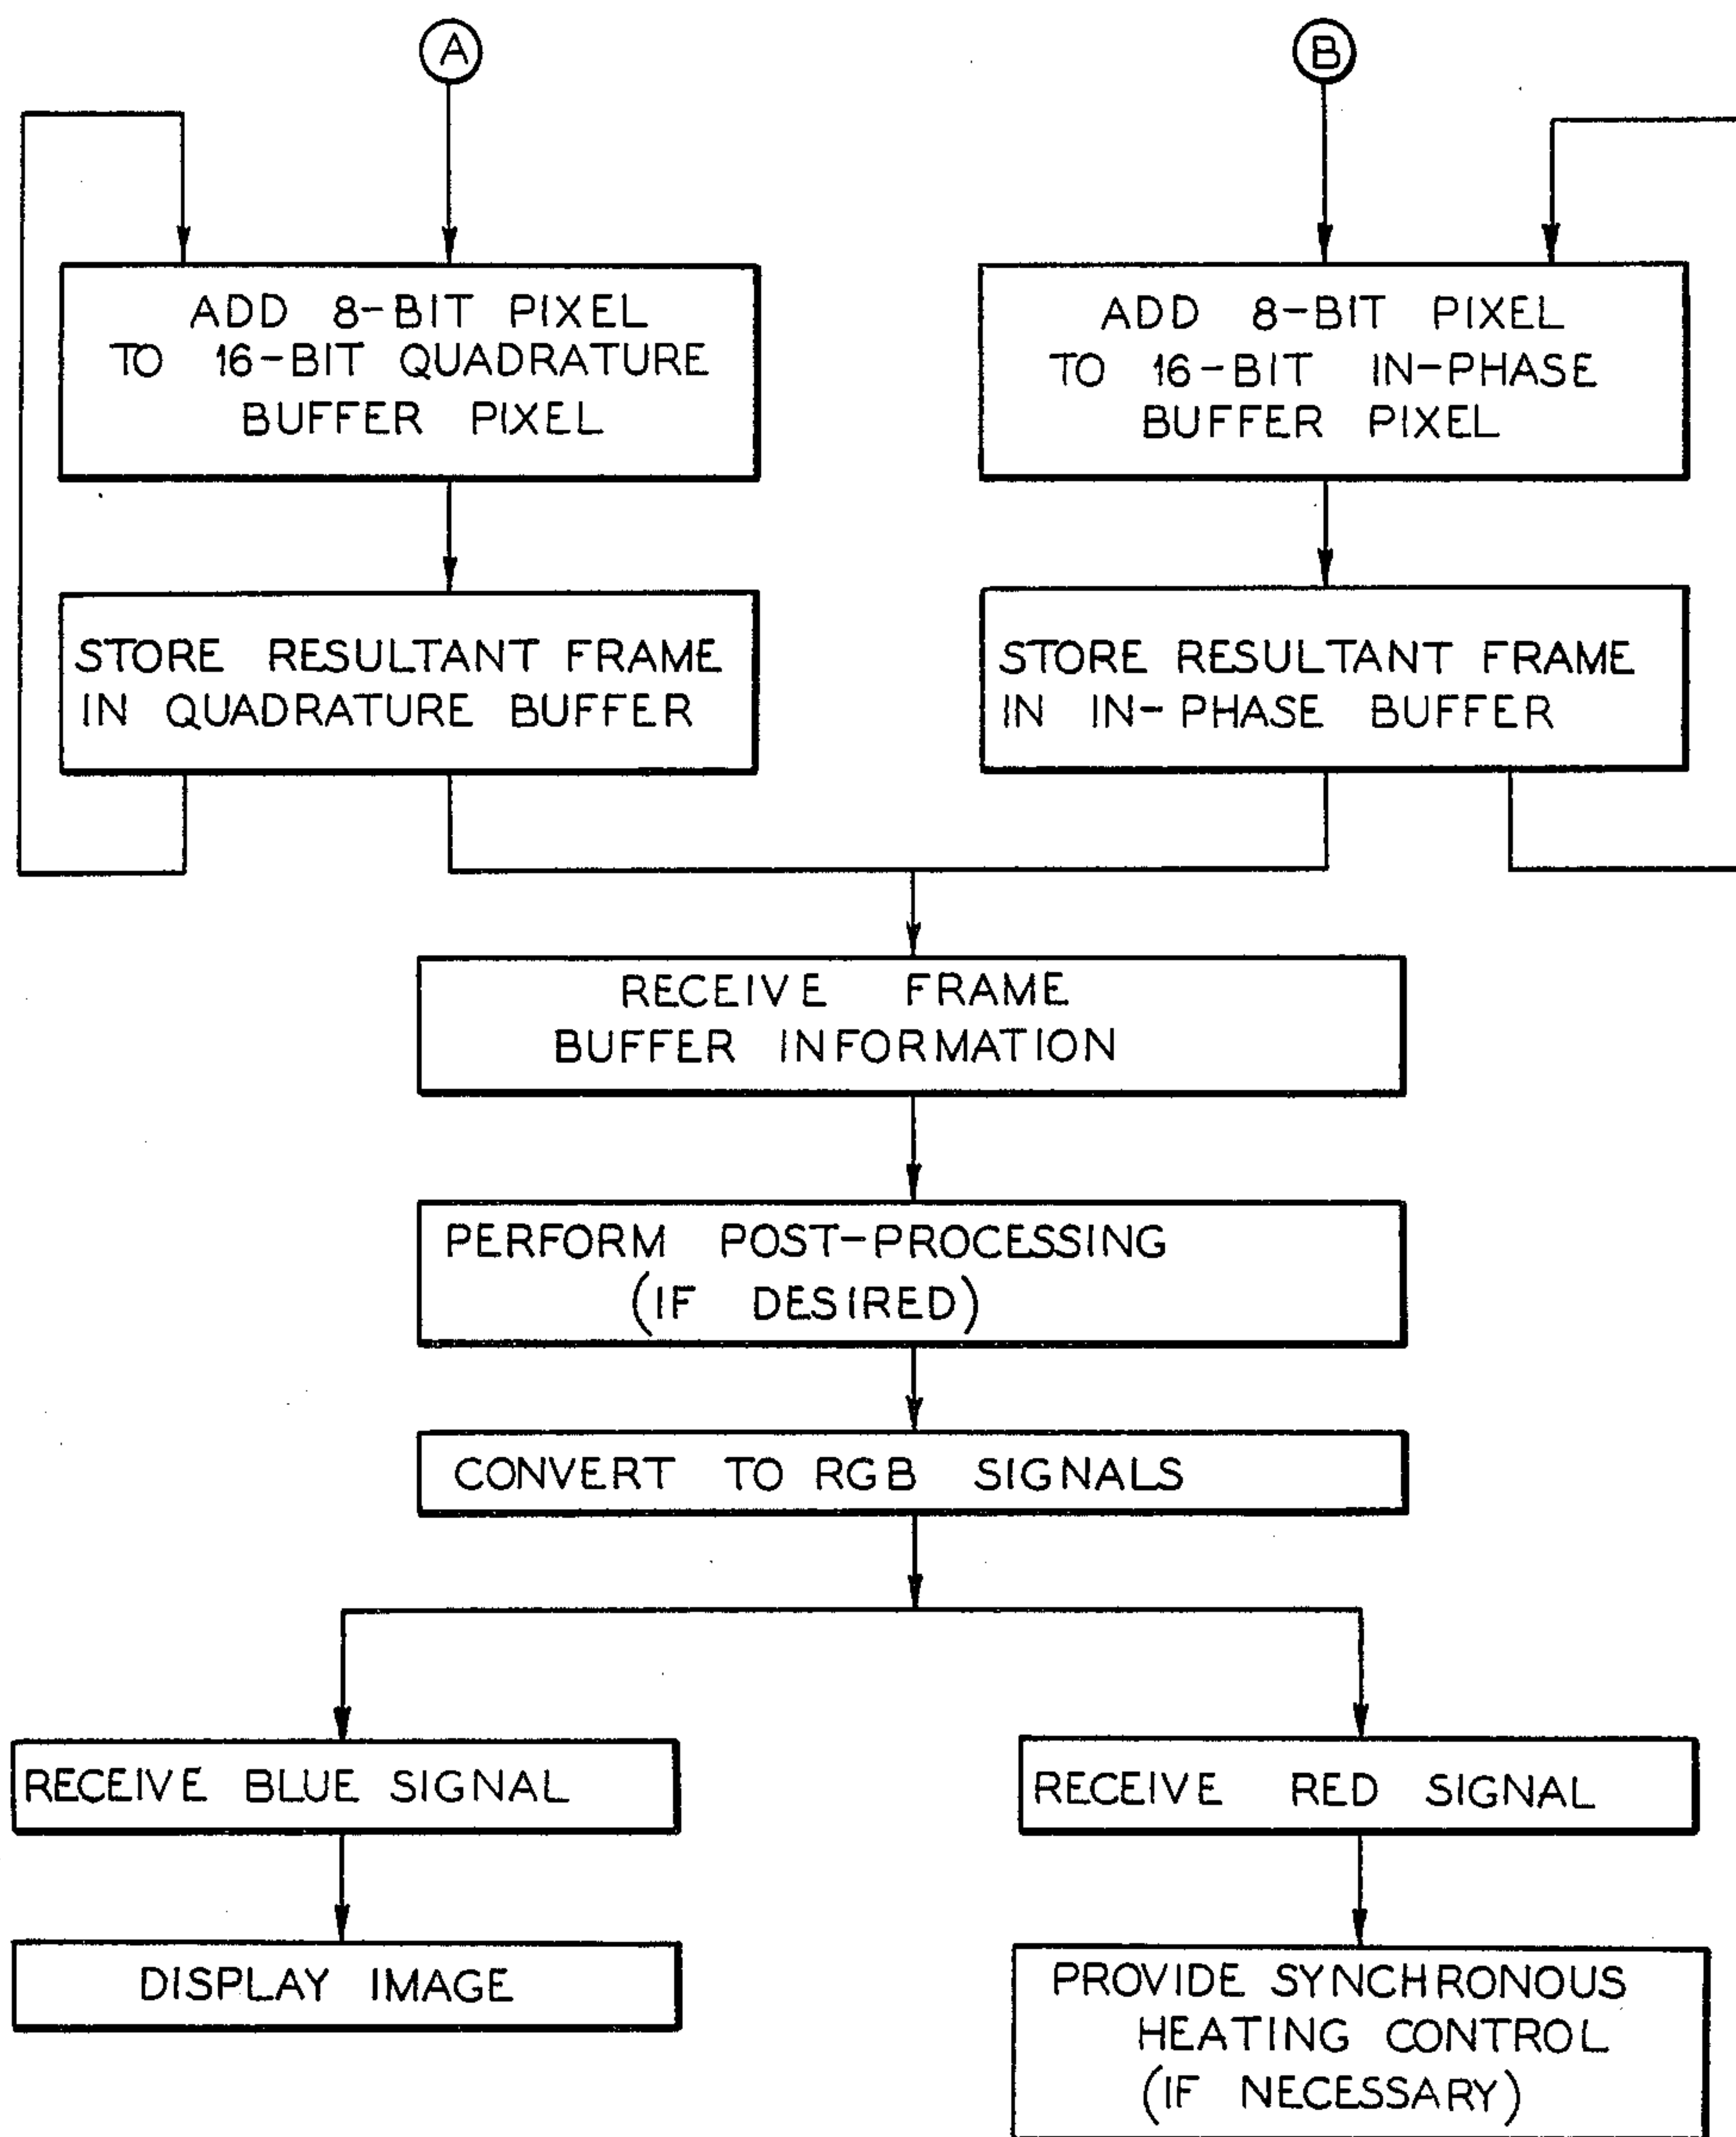 A
B
ADD 8-BIT PIXEL
TO 16-BIT QUADRATURE
BUFFER PIXEL
ADD 8-BIT PIXEL
TO 16-BIT IN-PHASE
BUFFER PIXEL
STORE RESULTANT FRAME
IN QUADRATURE BUFFER
STORE RESULTANT FRAME
IN IN-PHASE BUFFER
RECEIVE FRAME
BUFFER INFORMATION
PERFORM POST-PROCESSING
(IF DESIRED)
CONVERT TO RGB SIGNALS
RECEIVE BLUE SIGNAL
RECEIVE RED SIGNAL
DISPLAY IMAGE
PROVIDE SYNCHRONOUS
HEATING CONTROL
(IF NECESSARY)